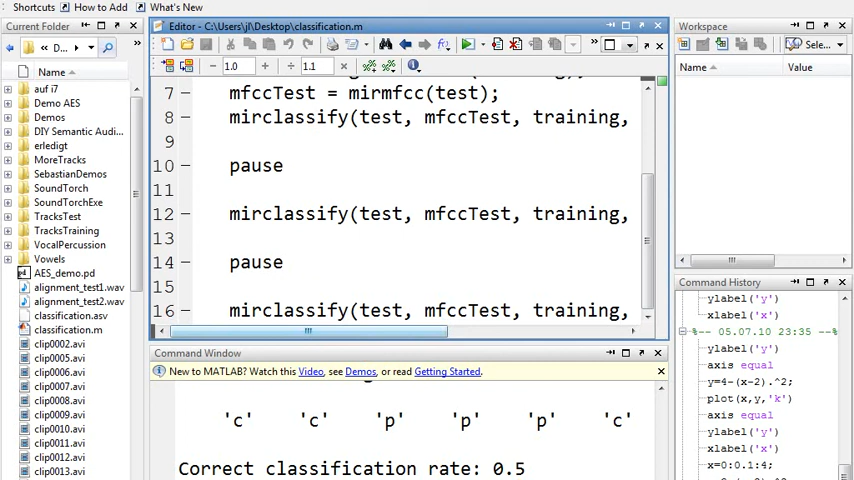 Shortcuts How to Add What's New
Current Folder
D...
Name
auf i7
Demo AES
Demos
DIY Semantic Audi...
erledigt
MoreTracks
SebastianDemos
SoundTorch
SoundTorchExe
TracksTest
TracksTraining
VocalPercussion
Vowels
AES_demo.pd
alignment_test1.wav
alignment_test2.wav
classification.asv
classification.m
clip0002.avi
clip0005.avi
clip0006.avi
clip0007.avi
clip0008.avi
clip0009.avi
clip0010.avi
clip0011.avi
clip0012.avi
clip0013.avi
Editor - C:\Users\jl\Desktop\classification.m
1.0 1.1
7 mfccTest = mirmfcc(test);
8 mirclassify(test, mfccTest, training,
9
10 pause
11
12 mirclassify(test, mfccTest, training,
13
14 pause
15
16 mirclassify(test, mfccTest, training,
Command Window
New to MATLAB? Watch this Video, see Demos, or read Getting Started.
'c' 'c' 'p' 'p' 'p' 'c'
Correct classification rate: 0.5
Workspace
Selec...
Name Value
Command History
ylabel('y')
xlabel('x')
%-- 05.07.10 23:35 --%
ylabel('y')
axis equal
y=4-(x-2).^2;
plot(x,y,'k')
axis equal
ylabel('y')
xlabel('x')
x=0:0.1:4;